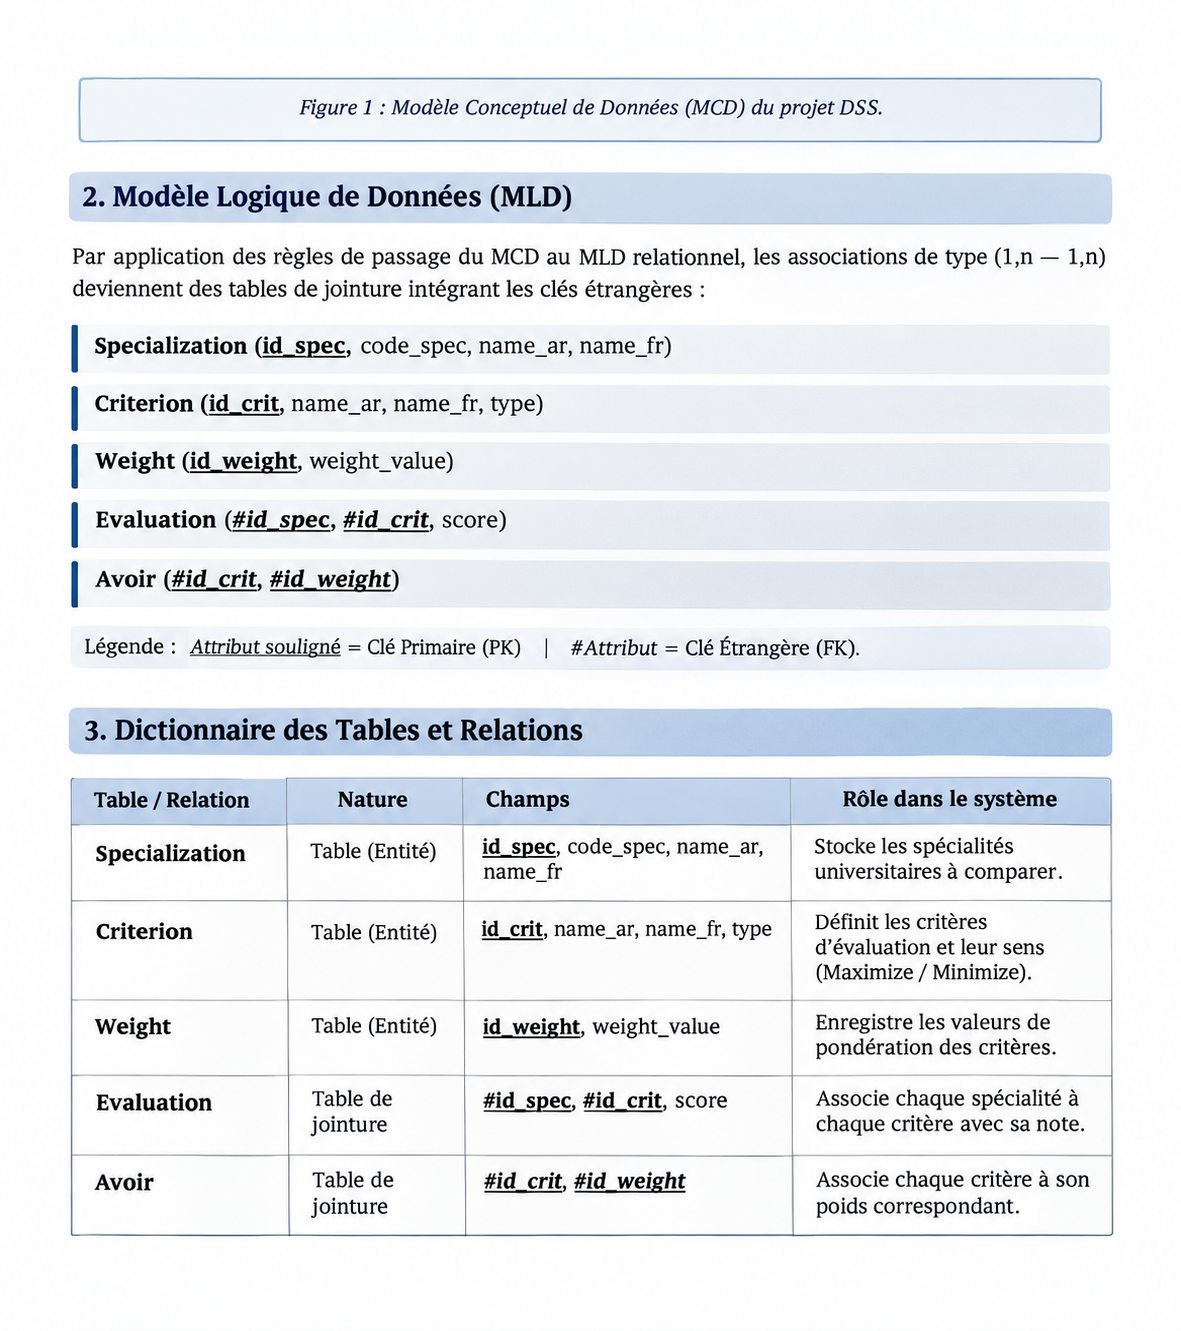 Figure 1 : Modèle Conceptuel de Données (MCD) du projet DSS.
2. Modèle Logique de Données (MLD)
Par application des règles de passage du MCD au MLD relationnel, les associations de type (1,n — 1,n)
deviennent des tables de jointure intégrant les clés étrangères :
Specialization (id_spec, code_spec, name_ar, name_fr)
Criterion (id_crit, name_ar, name_fr, type)
Weight (id_weight, weight_value)
Evaluation (#id_spec, #id_crit, score)
Avoir (#id_crit, #id_weight)
Légende : Attribut souligné = Clé Primaire (PK) | #Attribut = Clé Étrangère (FK).
3. Dictionnaire des Tables et Relations
Table / Relation Nature Champs Rôle dans le système
Specialization
Table (Entité)
id_spec, code_spec, name_ar,
name_fr
Stocke les spécialités
universitaires à comparer.
Criterion
Table (Entité)
id_crit, name_ar, name_fr, type
Définit les critères
d’évaluation et leur sens
(Maximize / Minimize).
Weight
Table (Entité)
id_weight, weight_value
Enregistre les valeurs de
pondération des critères.
Evaluation
Table de
jointure
#id_spec, #id_crit, score
Associe chaque spécialité à
chaque critère avec sa note.
Avoir
Table de
jointure
#id_crit, #id_weight
Associe chaque critère à son
poids correspondant.